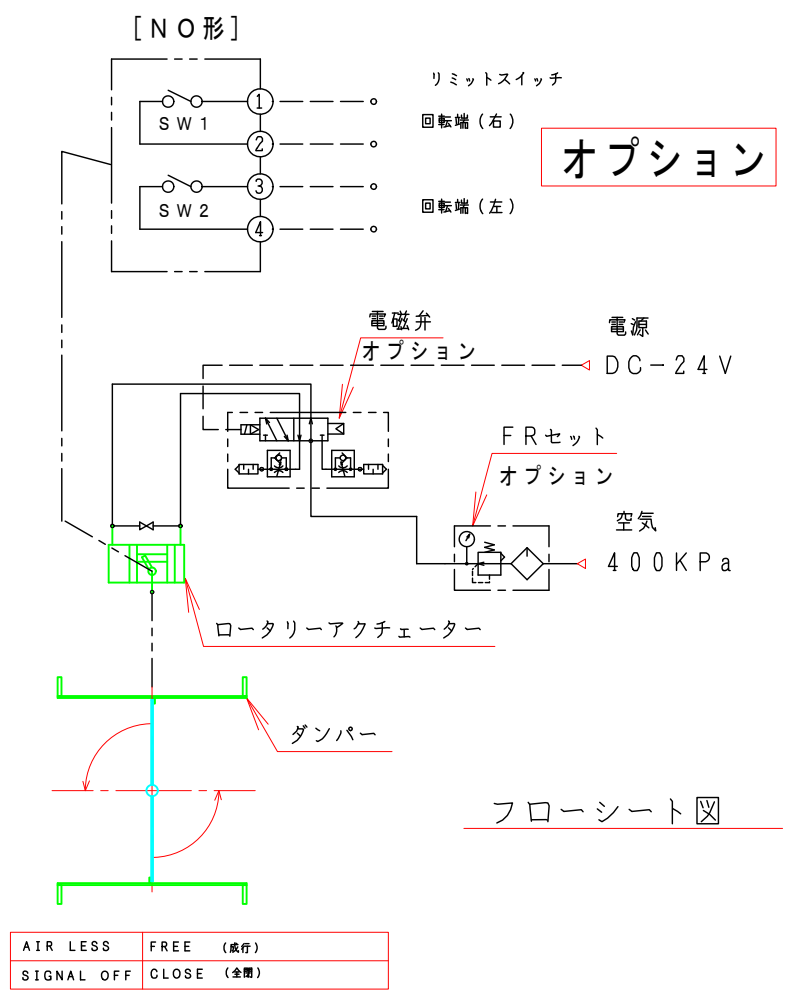 [NO形]
リミットスイッチ
SW1
①
②
回転端(右)
オプション
SW2
③
④
回転端(左)
電磁弁
オプション
電源
DC-24V
FRセット
オプション
空気
400KPa
ロータリーアクチェーター
ダンパー
フローシート図
AIR LESS FREE (成行)
SIGNAL OFF CLOSE (全閉)